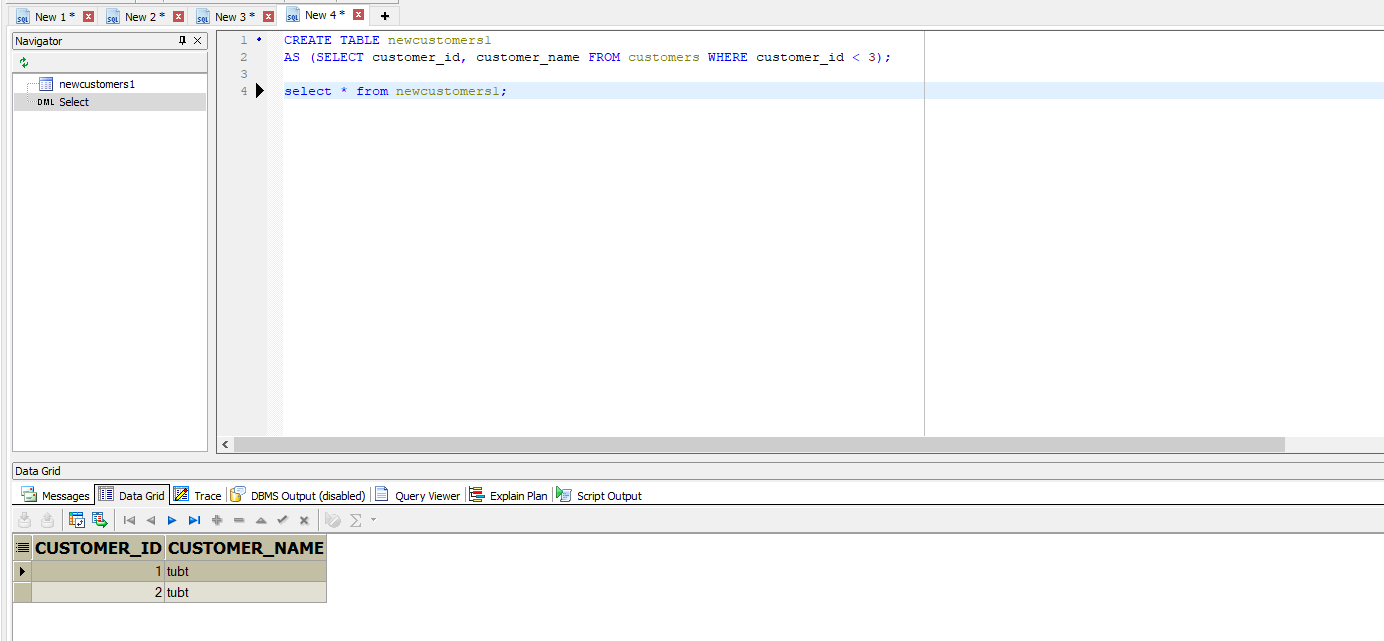 New 1 * New 2 * New 3 * New 4 *
Navigator
newcustomers1
DML Select
1 CREATE TABLE newcustomers1
2 AS (SELECT customer_id, customer_name FROM customers WHERE customer_id < 3);
3
4 select * from newcustomers1;
Data Grid
Messages Data Grid Trace DBMS Output (disabled) Query Viewer Explain Plan Script Output
CUSTOMER_ID CUSTOMER_NAME
1 tubt
2 tubt